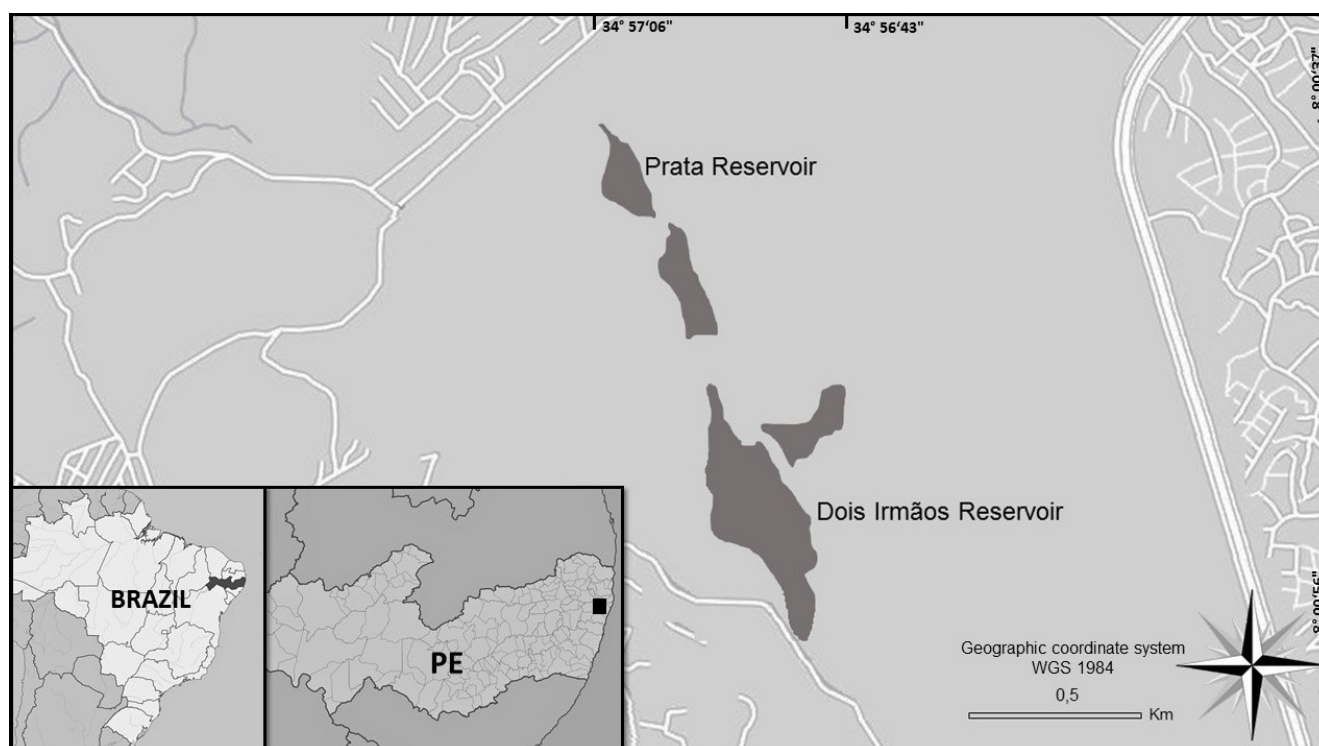 34° 57'06"
34° 56'43"
8° 00'37"
Prata Reservoir
Dois Irmãos Reservoir
8° 00'56"
BRAZIL
PE
Geographic coordinate system
WGS 1984
0,5
Km